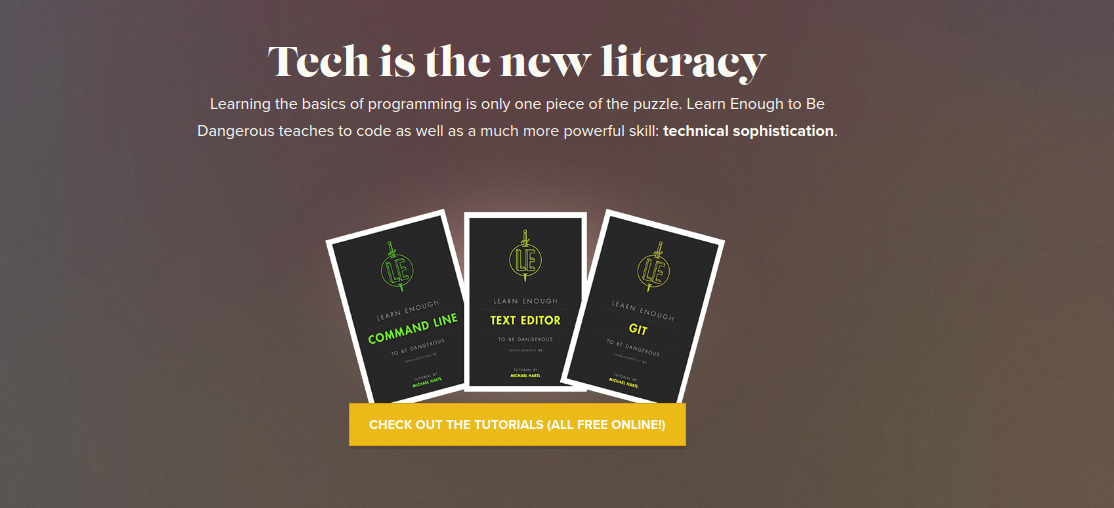 Tech is the new literacy
Learning the basics of programming is only one piece of the puzzle. Learn Enough to Be
Dangerous teaches to code as well as a much more powerful skill: technical sophistication.
LE
LEARN ENOUGH
COMMAND LINE
TO BE DANGEROUS
TUTORIAL BY
MICHAEL HARTL
LE
LEARN ENOUGH
TEXT EDITOR
TO BE DANGEROUS
TUTORIAL BY
MICHAEL HARTL
LE
LEARN ENOUGH
GIT
TO BE DANGEROUS
TUTORIAL BY
MICHAEL HARTL
CHECK OUT THE TUTORIALS (ALL FREE ONLINE!)